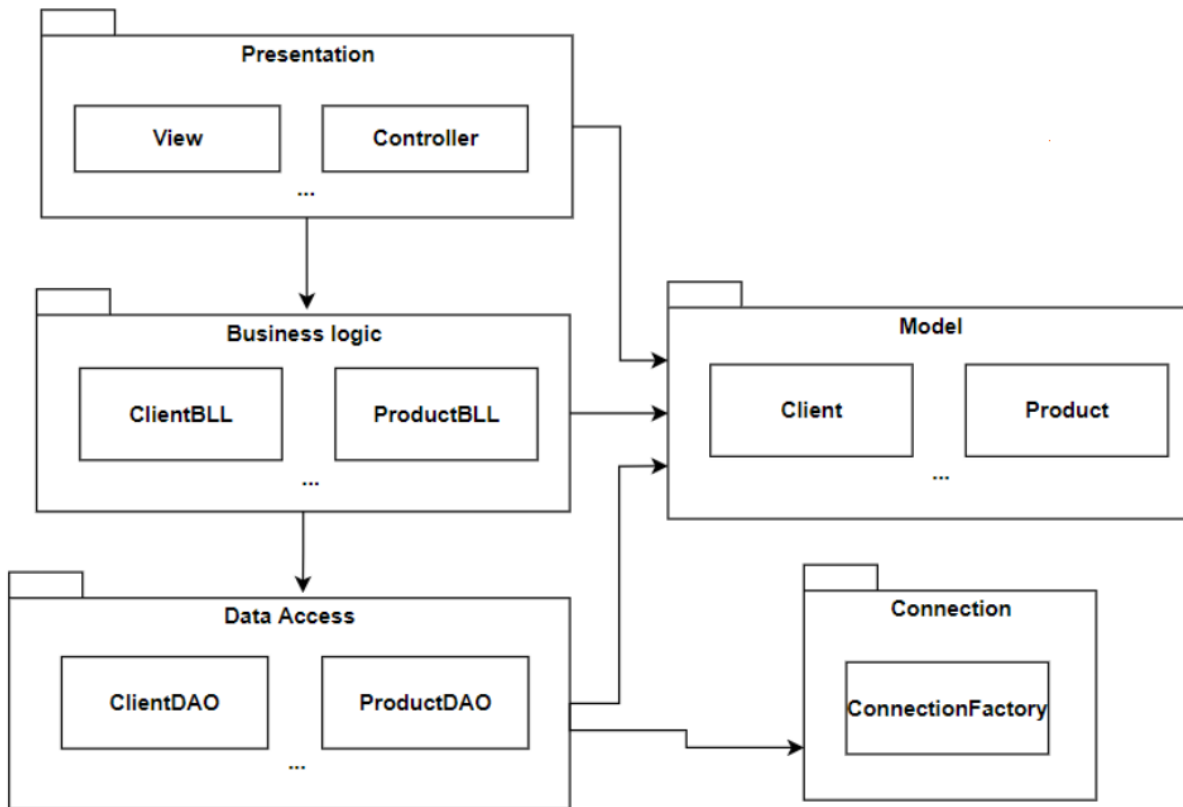 Presentation
View
Controller
...
Business logic
ClientBLL
ProductBLL
...
Model
Client
Product
...
Data Access
ClientDAO
ProductDAO
...
Connection
ConnectionFactory